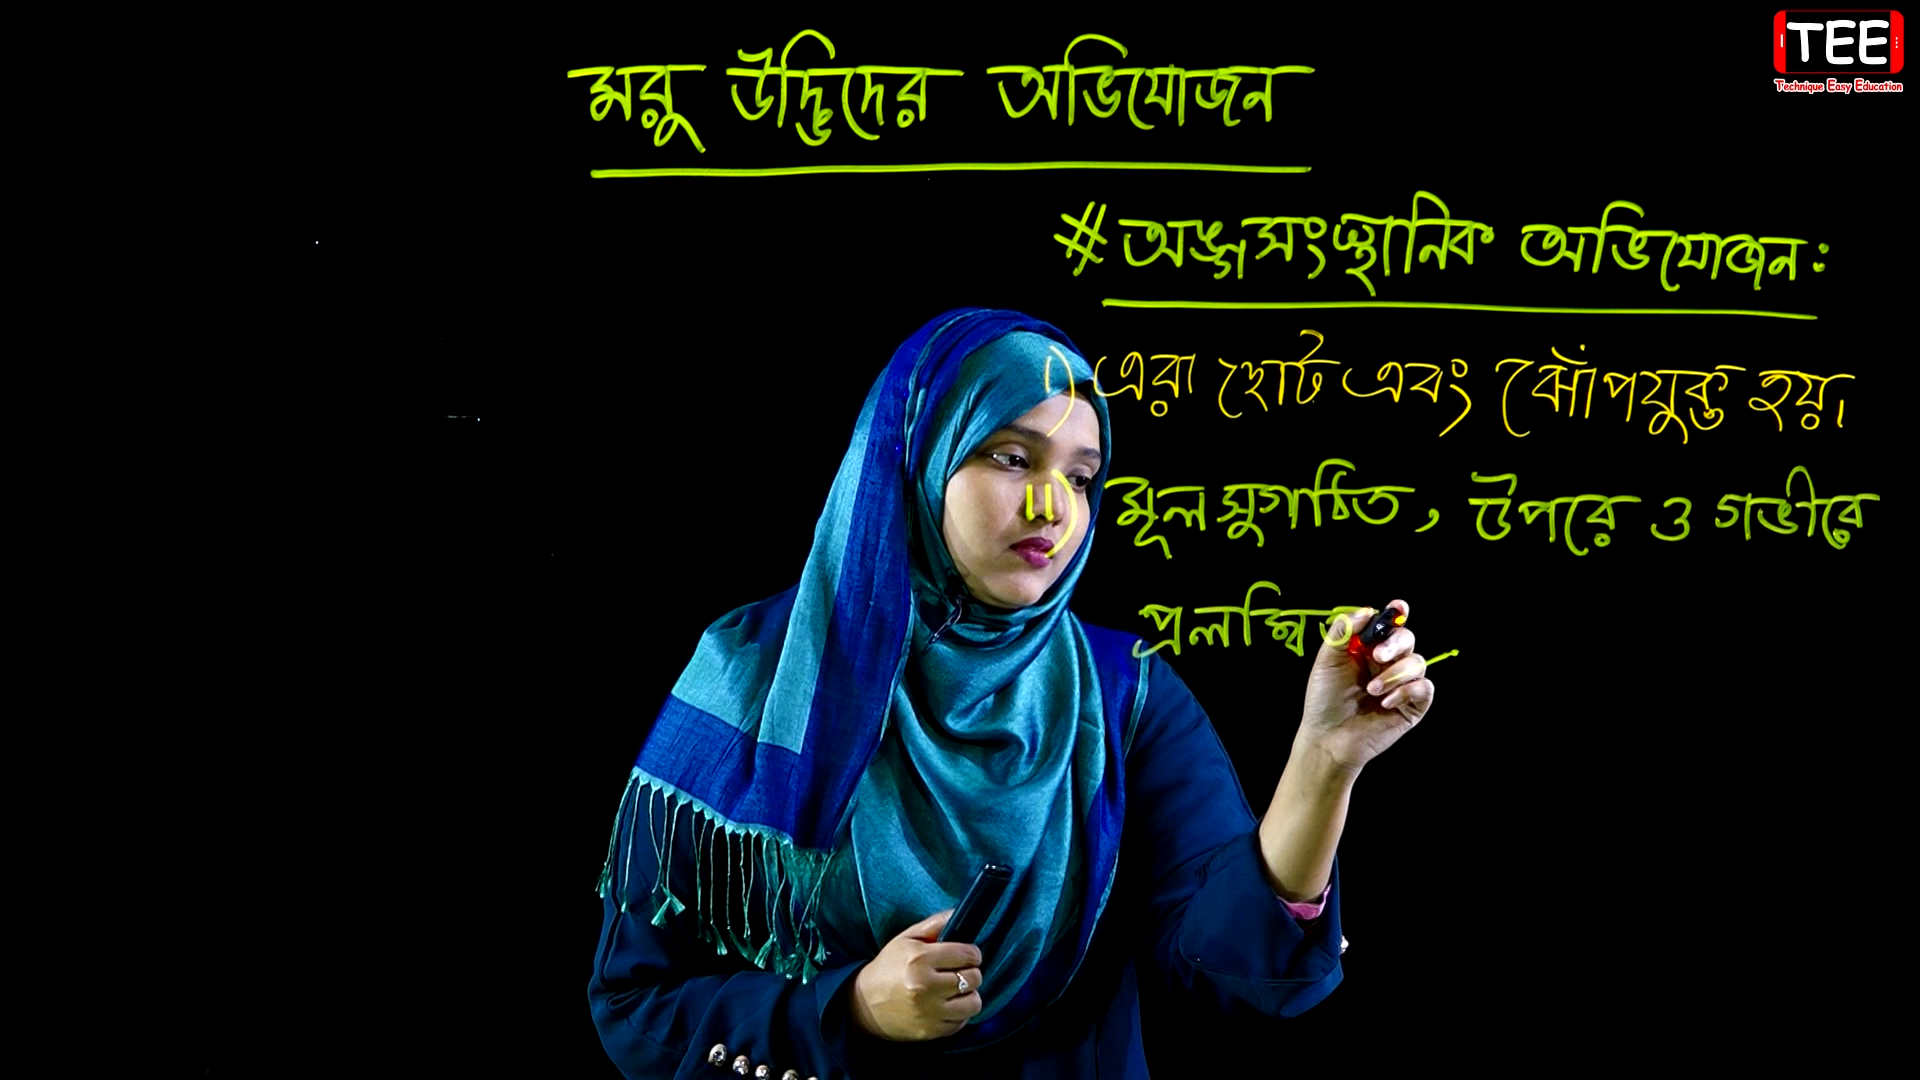 TEE
Technique Easy Education
মরু উদ্ভিদের অভিযোজন
# অঙ্গসংস্থানিক অভিযোজন:
১) এরা ছোট এবং ঝোঁপযুক্ত হয়।
॥) মূল সুগঠিত, উপরে ও গভীরে
প্রলম্বিত